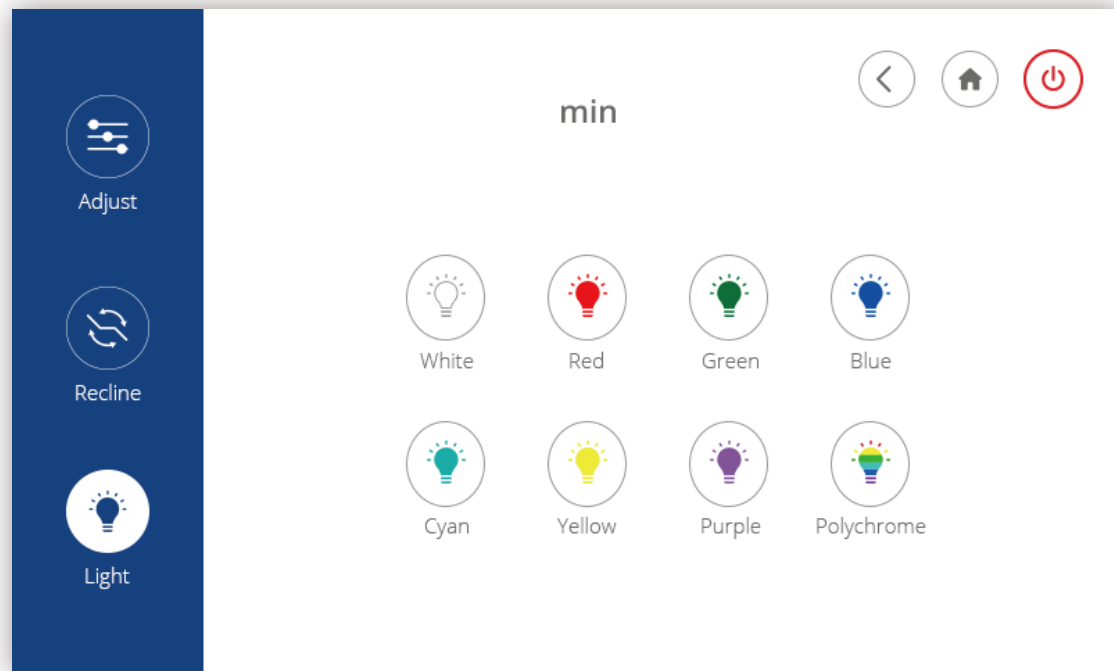 min
Adjust
Recline
Light
White Red Green Blue
Cyan Yellow Purple Polychrome